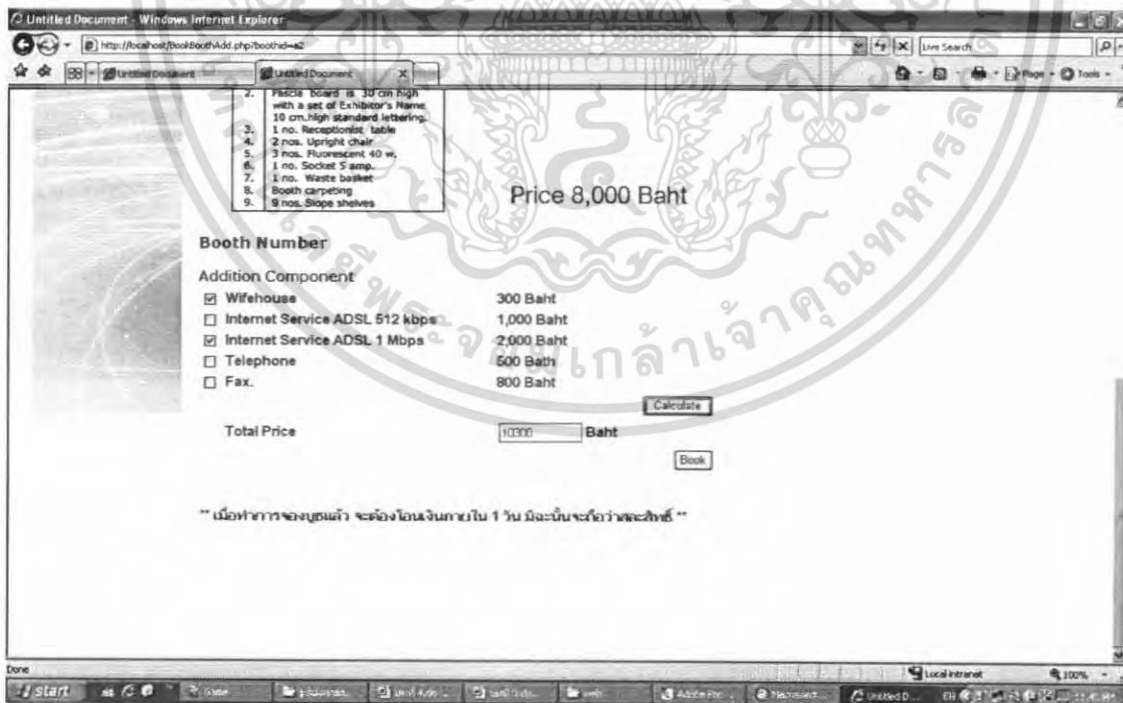 Untitled Document - Windows Internet Explorer
http://localhost/BookBoothAdd.php?boothid=a2
Live Search
Untitled Document
Untitled Document
Page
Tools
2. Fascia board is 30 cm high
with a set of Exhibitor's Name
10 cm.high standard lettering.
3. 1 no. Receptionist table
4. 2 nos. Upright chair
5. 3 nos. Fluorescent 40 w.
6. 1 no. Socket 5 amp.
7. 1 no. Waste basket
8. Booth carpeting
9. 9 nos. Slope shelves
Price 8,000 Baht
Booth Number
Addition Component
Wifehouse 300 Baht
Internet Service ADSL 512 kbps 1,000 Baht
Internet Service ADSL 1 Mbps 2,000 Baht
Telephone 500 Bath
Fax. 800 Baht
Calculate
Total Price 10300 Baht
Book
** เมื่อทำการจองบูธแล้ว จะต้องโอนเงินภายใน 1 วัน มิฉะนั้นจะถือว่าสละสิทธิ์ **
Done
Local intranet
100%
start
Game
web
EN